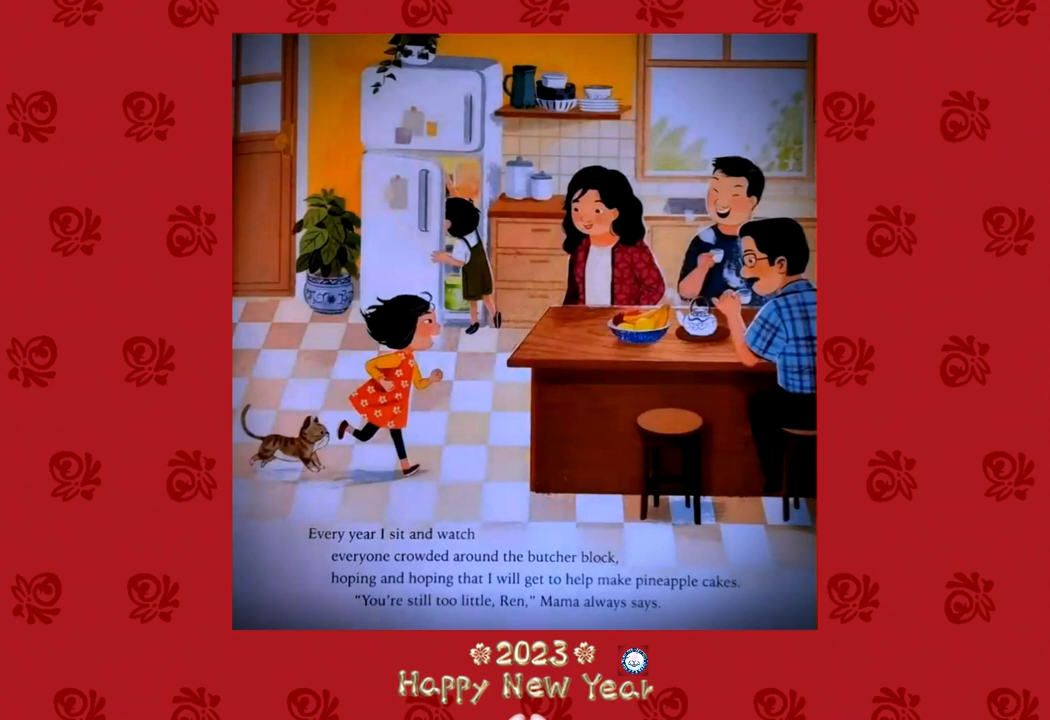 Every year I sit and watch
everyone crowded around the butcher block,
hoping and hoping that I will get to help make pineapple cakes.
"You're still too little, Ren," Mama always says.
2023
Happy New Year